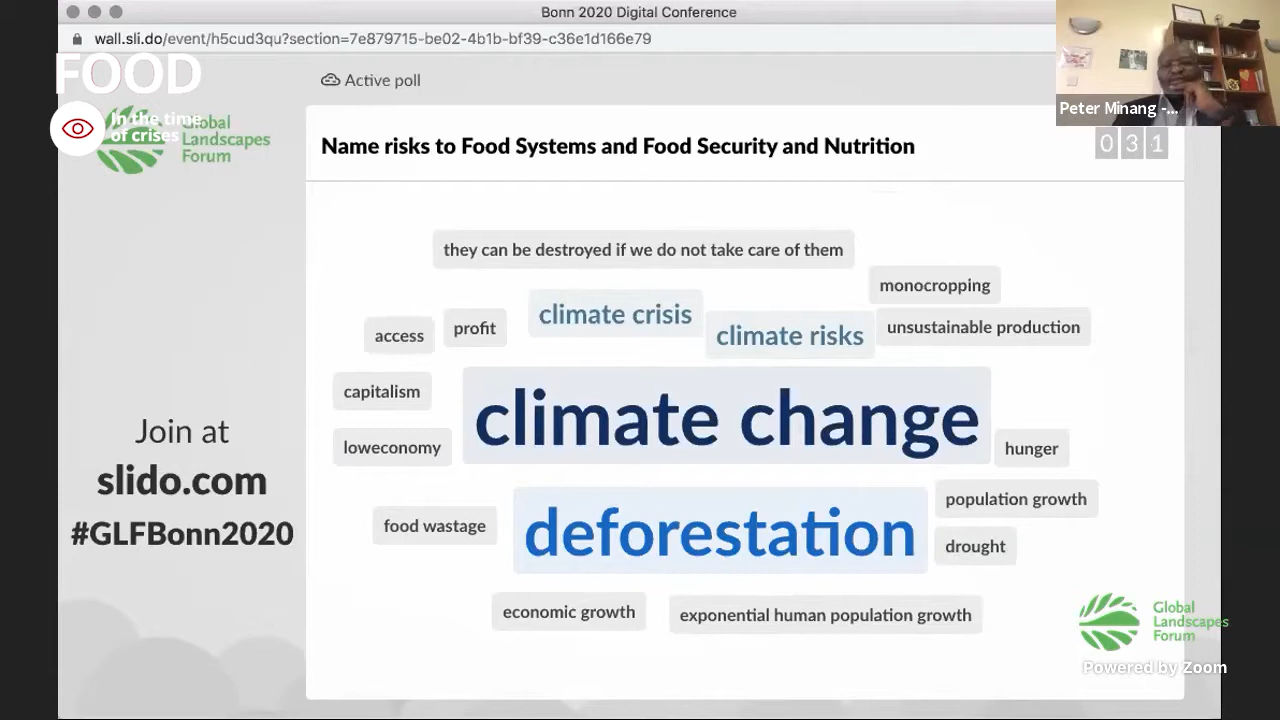 Bonn 2020 Digital Conference
wall.sli.do/event/h5cud3qu?section=7e879715-be02-4b1b-bf39-c36e1d166e79
FOOD
In the time
of crises
Global
Landscapes
Forum
Active poll
Peter Minang -...
Name risks to Food Systems and Food Security and Nutrition
031
they can be destroyed if we do not take care of them
monocropping
climate crisis
access
profit
climate risks
unsustainable production
capitalism
climate change
loweconomy
hunger
Join at
slido.com
#GLFBonn2020
food wastage
deforestation
population growth
drought
economic growth
exponential human population growth
Global
Landscapes
Forum
Powered by Zoom